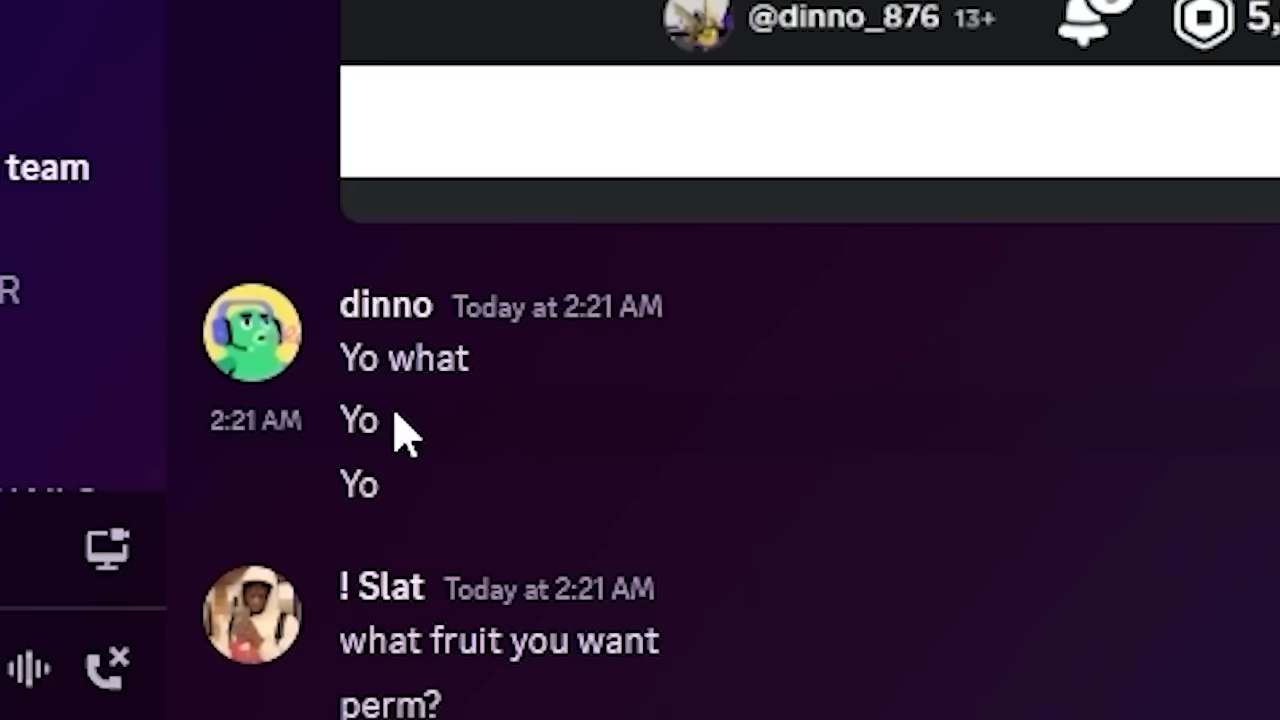 @dinno_876 13+ 5,
team
R
dinno Today at 2:21 AM
Yo what
2:21 AM Yo
Yo
! Slat Today at 2:21 AM
what fruit you want
perm?